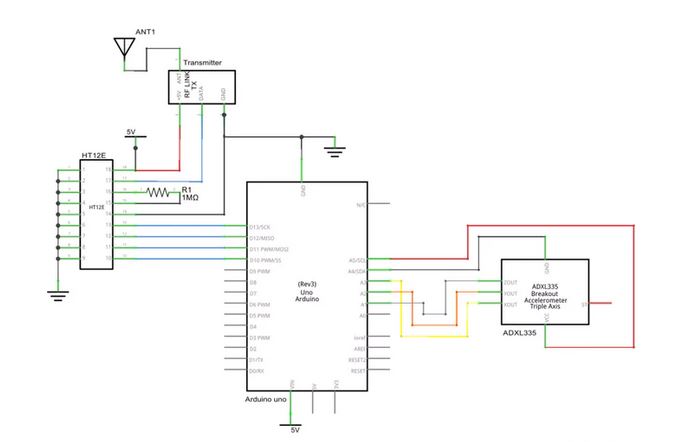 ANT1
Transmitter
ANT
RF LINK
TX
+5V
DATA
GND
5V
HT12E
HT12E
1
2
3
4
5
6
7
8
9
18
17
16
15
14
13
12
11
10
R1
1MΩ
GND
N/C
D13/SCK
D12/MISO
D11 PWM/MOSI
D10 PWM/SS
D9 PWM
D8
D7
D6 PWM
D5 PWM
D4
D3 PWM
D2
D1/TX
D0/RX
(Rev3)
Uno
Arduino
A5/SCL
A4/SDA
A3
A2
A1
A0
ioref
AREF
RESET2
RESET
VIN
5V
3V3
Arduino uno
5V
GND
ZOUT
YOUT
XOUT
ADXL335
Breakout
Accelerometer
Triple Axis
ST
VCC
ADXL335